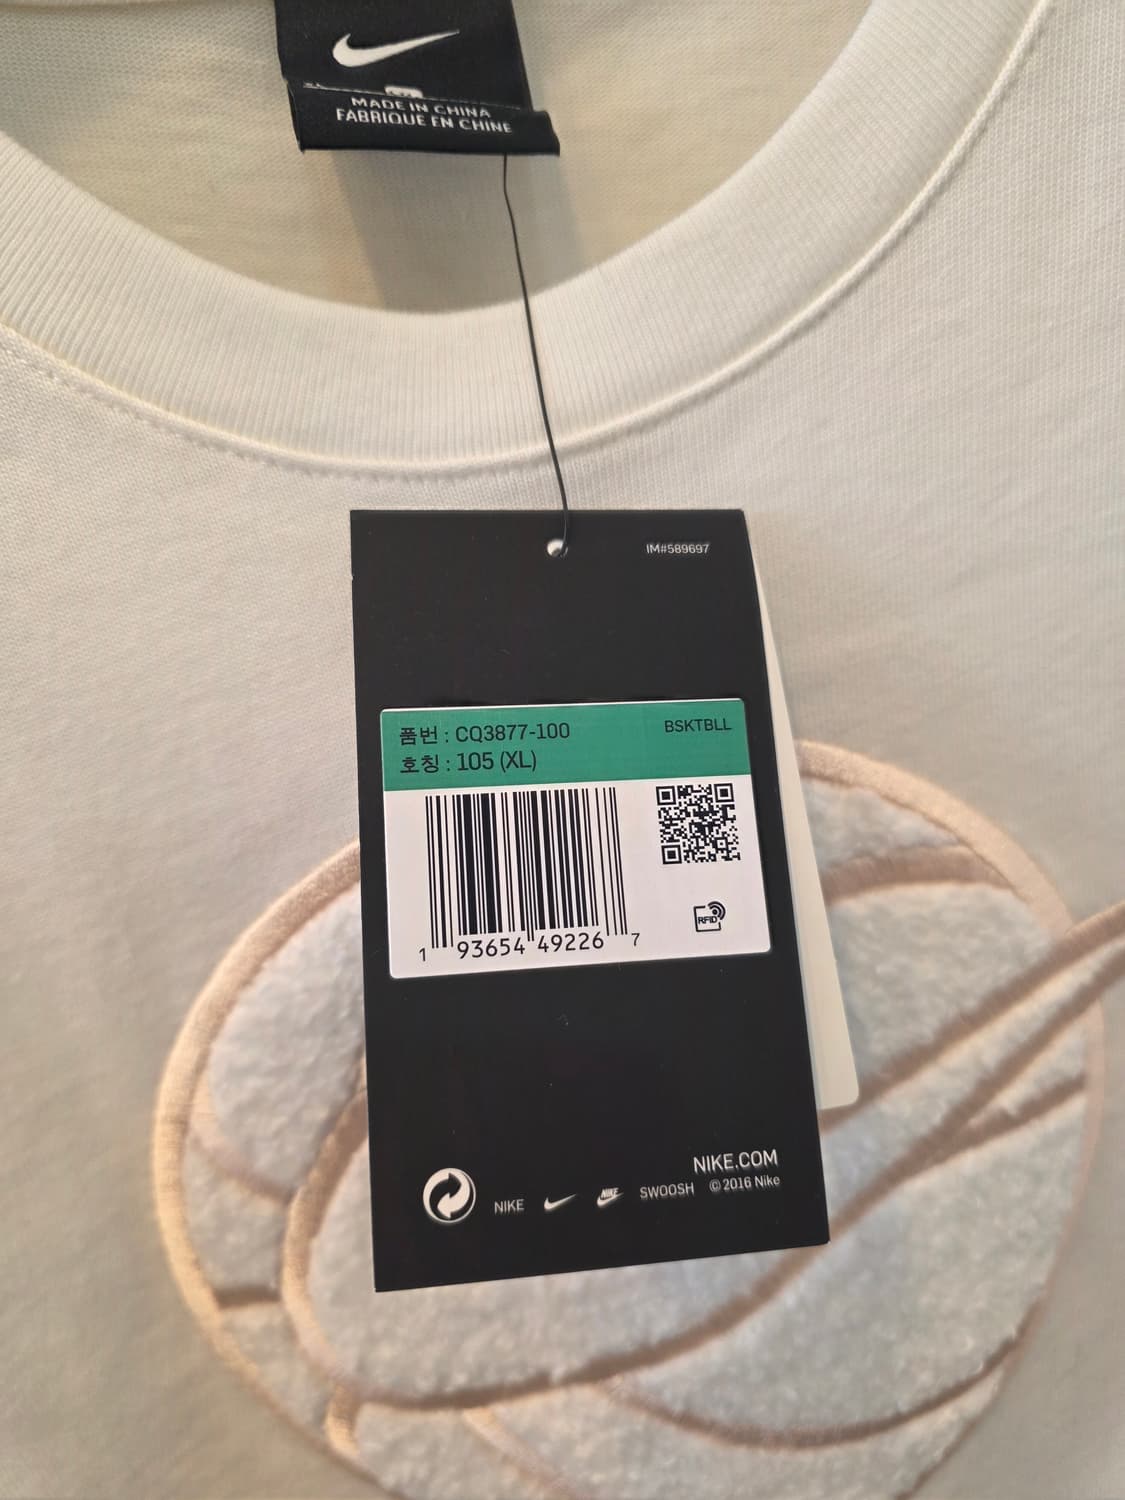 MADE IN CHINA
FABRIQUE EN CHINE
IM#589697
품번 : CQ3877-100
BSKTBLL
호칭 : 105 (XL)
RFID
1 93654 49226 7
NIKE.COM
NIKE NIKE SWOOSH © 2016 Nike